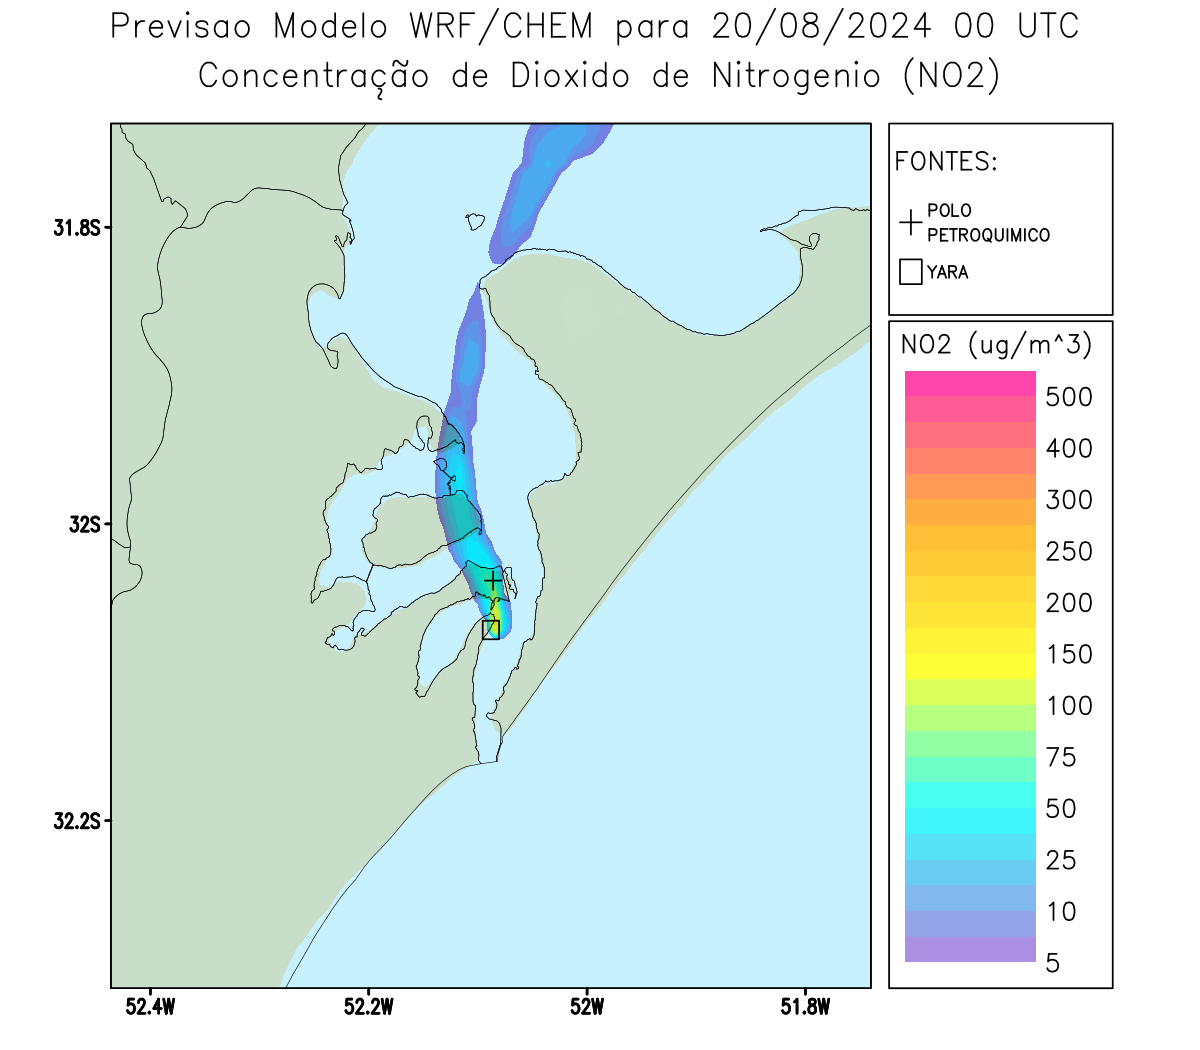 Previsao Modelo WRF/CHEM para 20/08/2024 00 UTC
Concentração de Dioxido de Nitrogenio (NO2)
31.8S
32S
32.2S
52.4W
52.2W
52W
51.8W
FONTES:
POLO
PETROQUIMICO
YARA
NO2 (ug/m^3)
500
400
300
250
200
150
100
75
50
25
10
5